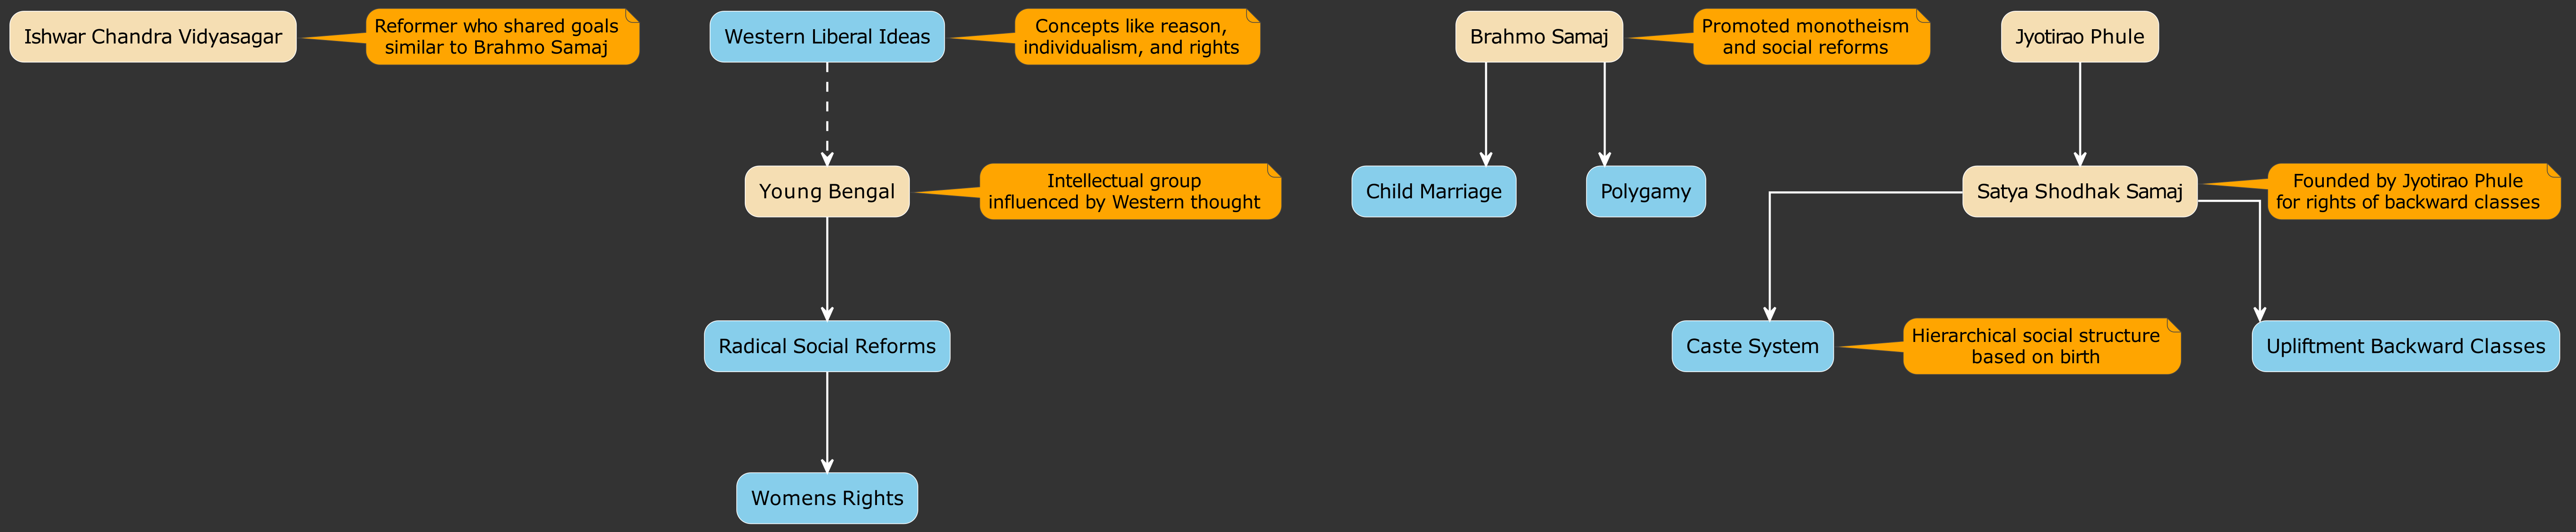 Ishwar Chandra Vidyasagar
Reformer who shared goals
similar to Brahmo Samaj
Western Liberal Ideas
Concepts like reason,
individualism, and rights
Brahmo Samaj
Promoted monotheism
and social reforms
Jyotirao Phule
Young Bengal
Intellectual group
influenced by Western thought
Child Marriage
Polygamy
Satya Shodhak Samaj
Founded by Jyotirao Phule
for rights of backward classes
Radical Social Reforms
Caste System
Hierarchical social structure
based on birth
Upliftment Backward Classes
Womens Rights